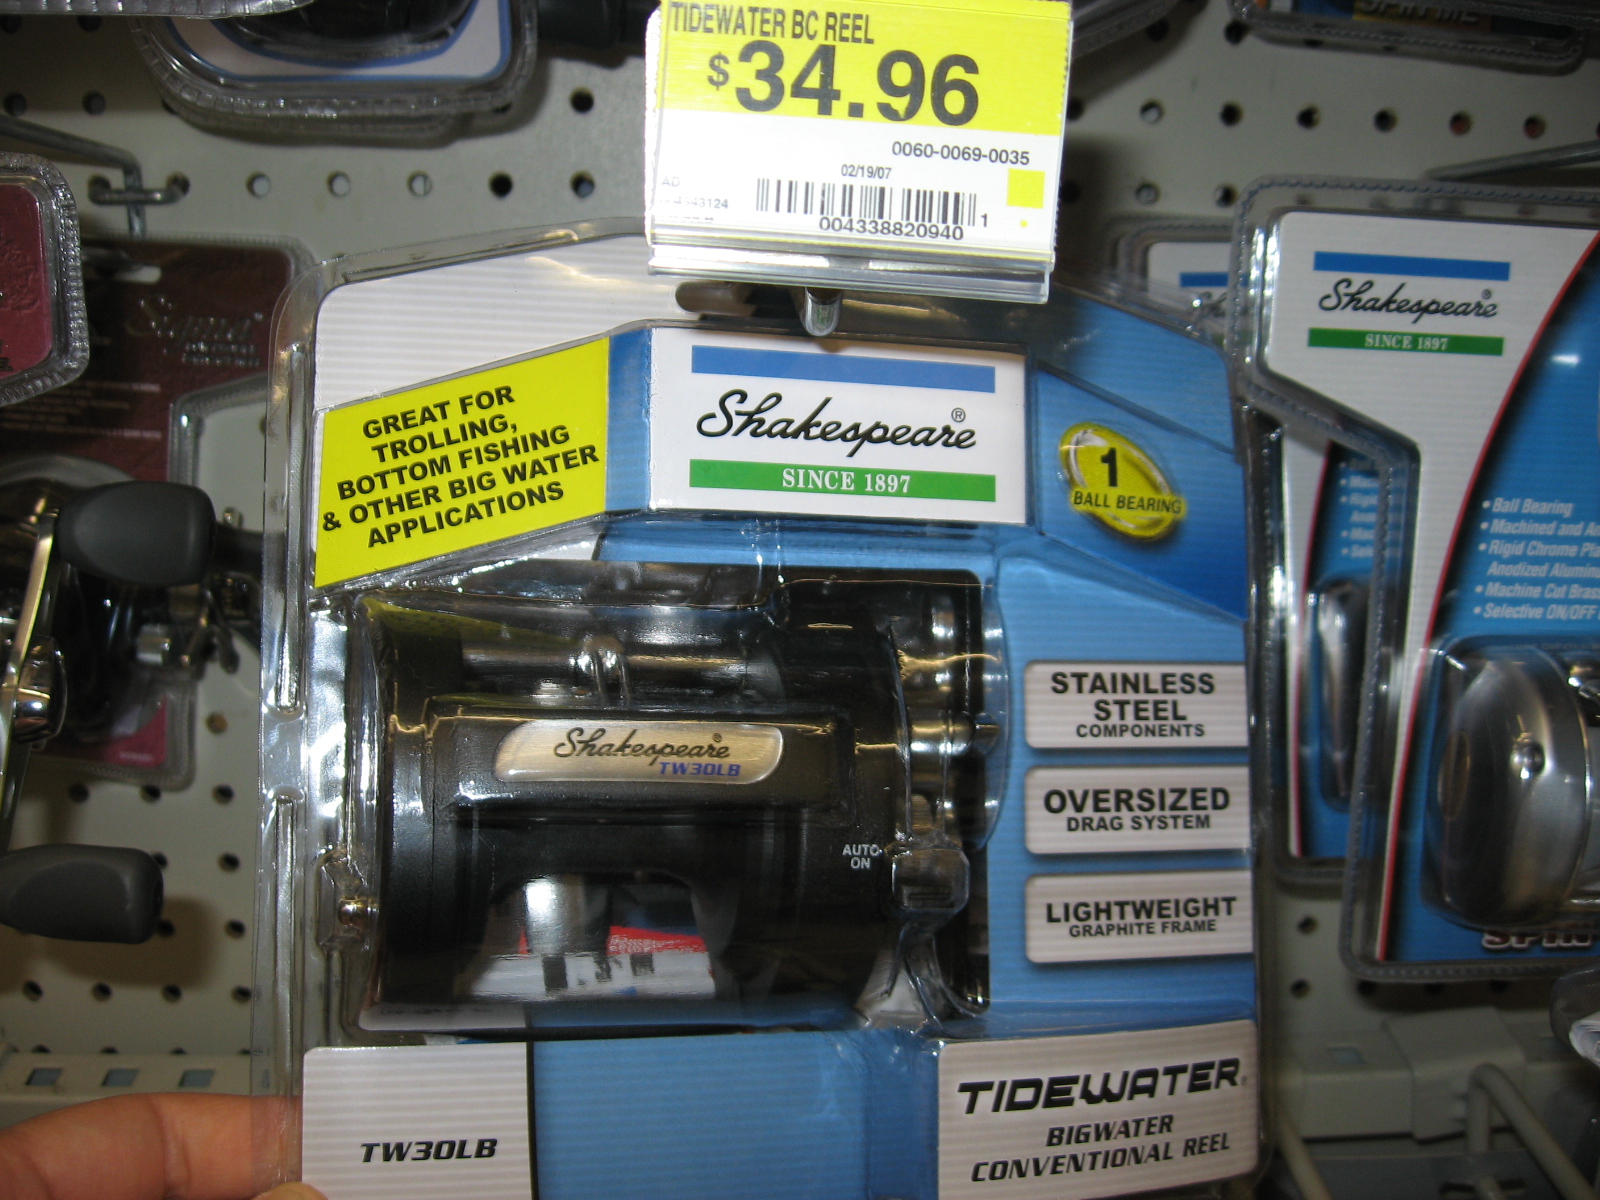 TIDEWATER BC REEL
$34.96
0060-0069-0035
02/19/07
AD
1
004338820940
GREAT FOR
TROLLING,
BOTTOM FISHING
& OTHER BIG WATER
APPLICATIONS
Shakespeare®
SINCE 1897
1
BALL BEARING
Shakespeare®
TW30LB
AUTO
ON
STAINLESS
STEEL
COMPONENTS
OVERSIZED
DRAG SYSTEM
LIGHTWEIGHT
GRAPHITE FRAME
TW30LB
TIDEWATER®
BIGWATER
CONVENTIONAL REEL
Shakespeare®
SINCE 1897
• Ball Bearing
• Machined and
• Rigid Chrome
Anodized
• Machine Cut
• Selective ON/OFF
Sigma